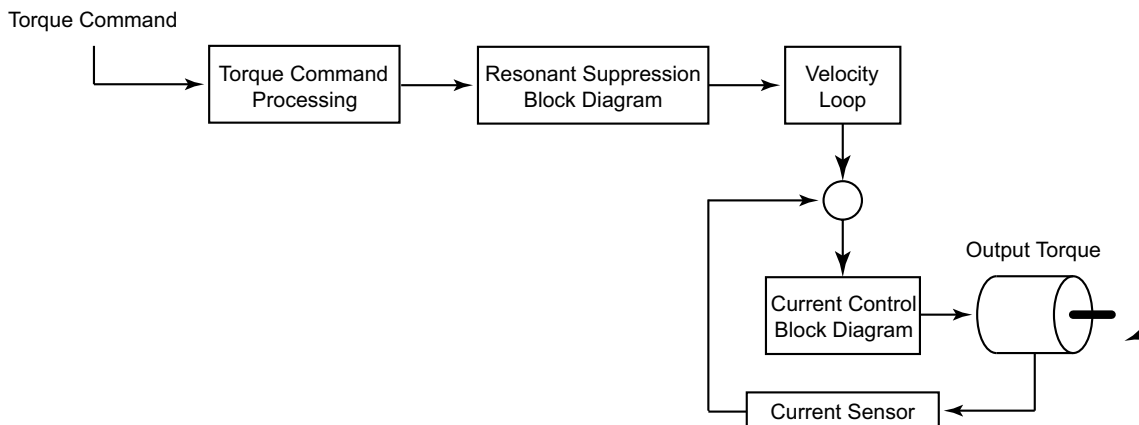 Torque Command
Torque Command
Processing
Resonant Suppression
Block Diagram
Velocity
Loop
Output Torque
Current Control
Block Diagram
Current Sensor